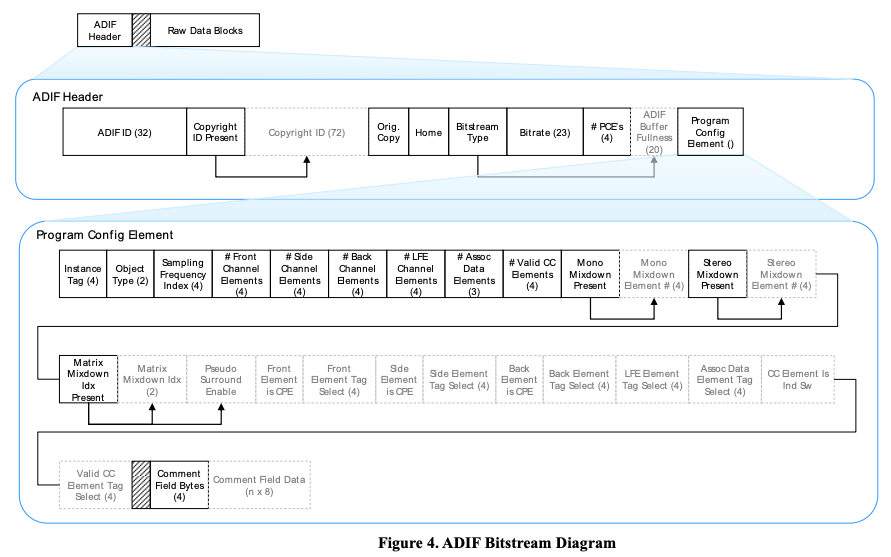 ADIF
Header
Raw Data Blocks
ADIF Header
ADIF ID (32)
Copyright
ID Present
Copyright ID (72)
Orig.
Copy
Home
Bitstream
Type
Bitrate (23)
# PCE's
(4)
ADIF
Buffer
Fullness
(20)
Program
Config
Element ()
Program Config Element
Instance
Tag (4)
Object
Type (2)
Sampling
Frequency
Index (4)
# Front
Channel
Elements
(4)
# Side
Channel
Elements
(4)
# Back
Channel
Elements
(4)
# LFE
Channel
Elements
(4)
# Assoc
Data
Elements
(3)
# Valid CC
Elements
(4)
Mono
Mixdown
Present
Mono
Mixdown
Element # (4)
Stereo
Mixdown
Present
Stereo
Mixdown
Element # (4)
Matrix
Mixdown
Idx
Present
Matrix
Mixdown Idx
(2)
Pseudo
Surround
Enable
Front
Element
is CPE
Front
Element Tag
Select (4)
Side
Element
is CPE
Side Element
Tag Select (4)
Back
Element
is CPE
Back Element
Tag Select (4)
LFE Element
Tag Select (4)
Assoc Data
Element Tag
Select (4)
CC Element Is
Ind Sw
Valid CC
Element Tag
Select (4)
Comment
Field Bytes
(4)
Comment Field Data
(n x 8)
Figure 4. ADIF Bitstream Diagram